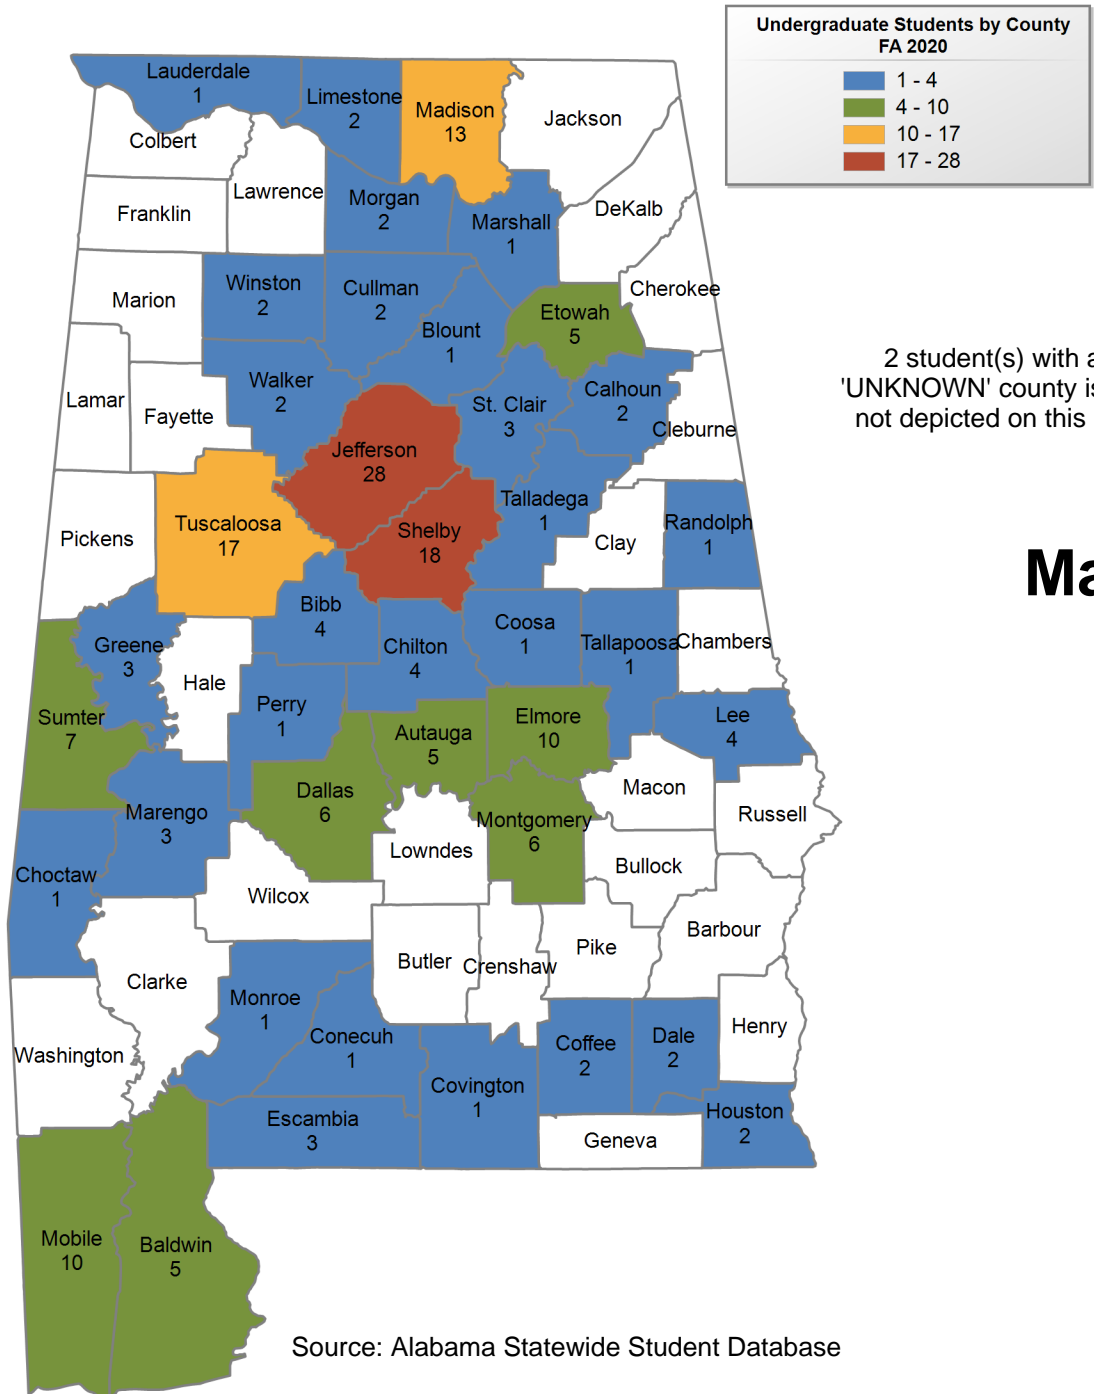 Undergraduate Students by County
FA 2020
1 - 4
4 - 10
10 - 17
17 - 28
Lauderdale
1
Limestone
2
Madison
13
Jackson
Colbert
Lawrence
Franklin
Morgan
2
Marshall
1
DeKalb
Cherokee
Marion
Winston
2
Cullman
2
Blount
1
Etowah
5
2 student(s) with a
'UNKNOWN' county is
not depicted on this
Lamar
Fayette
Walker
2
St. Clair
3
Calhoun
2
Cleburne
Jefferson
28
Pickens
Tuscaloosa
17
Shelby
18
Talladega
1
Clay
Randolph
1
Ma
Greene
3
Hale
Bibb
4
Chilton
4
Coosa
1
Tallapoosa
1
Chambers
Sumter
7
Perry
1
Autauga
5
Elmore
10
Lee
4
Dallas
6
Marengo
3
Montgomery
6
Macon
Russell
Lowndes
Bullock
Choctaw
1
Wilcox
Barbour
Butler
Crenshaw
Pike
Clarke
Monroe
1
Conecuh
1
Henry
Washington
Coffee
2
Dale
2
Covington
1
Escambia
3
Geneva
Houston
2
Mobile
10
Baldwin
5
Source: Alabama Statewide Student Database